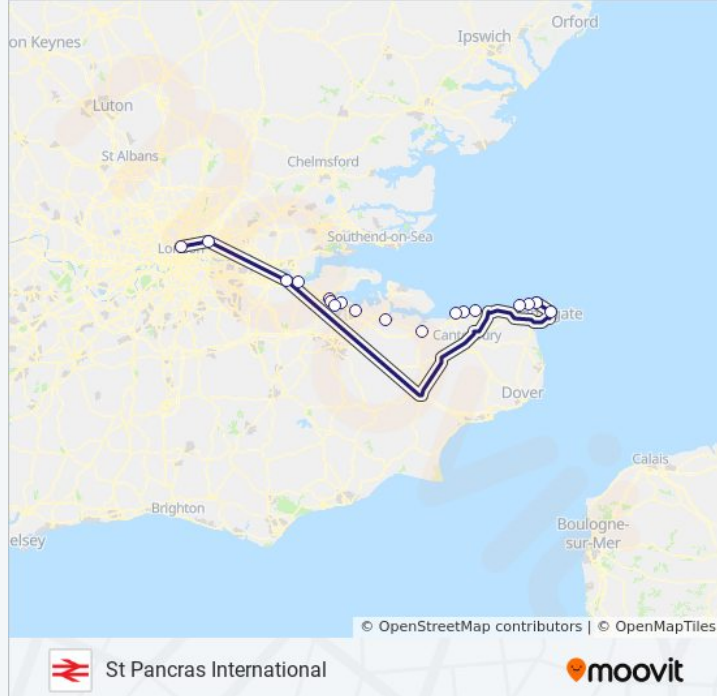 Orford
on Keynes
Ipswich
Luton
St Albans
Chelmsford
Southend-on-Sea
Canterbury
Dover
Calais
Brighton
Boulogne-
sur-Mer
elsey
© OpenStreetMap contributors | © OpenMapTiles
St Pancras International
moovit